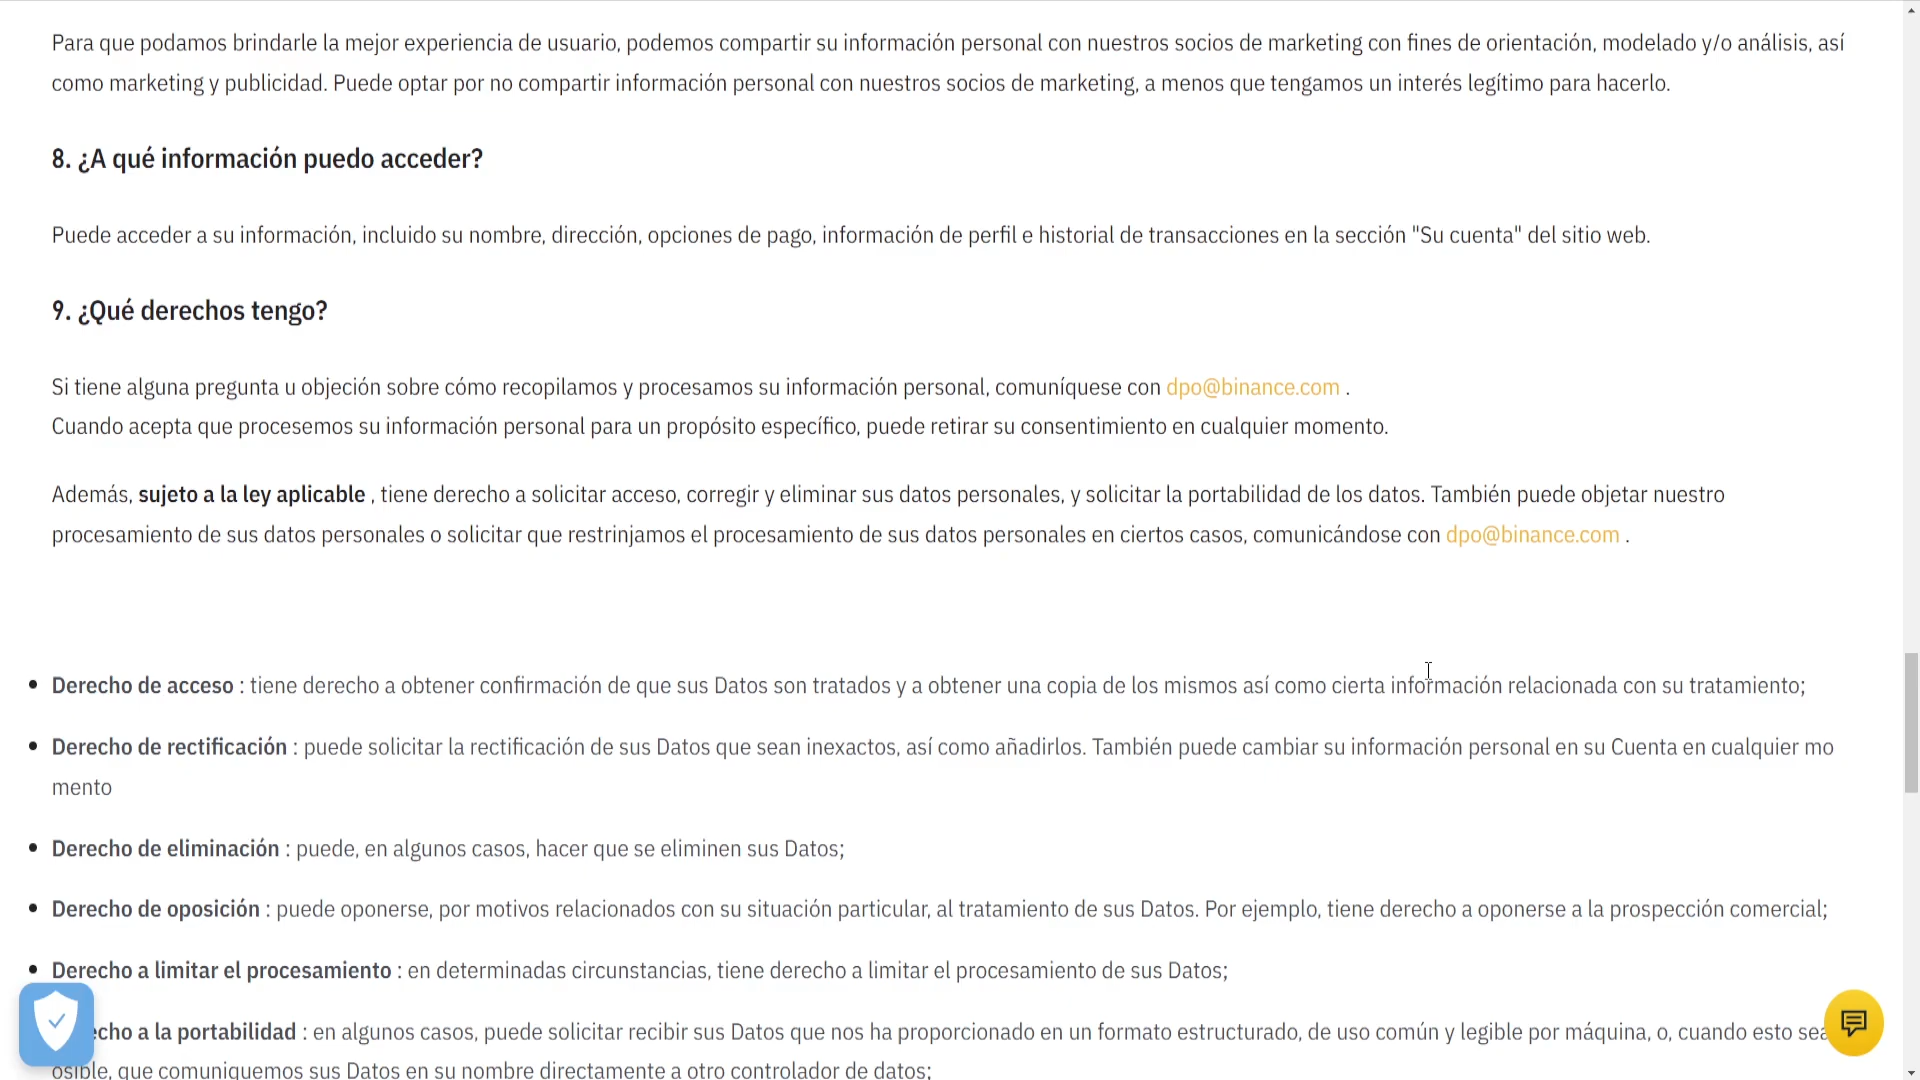 Para que podamos brindarle la mejor experiencia de usuario, podemos compartir su información personal con nuestros socios de marketing con fines de orientación, modelado y/o análisis, así
como marketing y publicidad. Puede optar por no compartir información personal con nuestros socios de marketing, a menos que tengamos un interés legítimo para hacerlo.
8. ¿A qué información puedo acceder?
Puede acceder a su información, incluido su nombre, dirección, opciones de pago, información de perfil e historial de transacciones en la sección "Su cuenta" del sitio web.
9. ¿Qué derechos tengo?
Si tiene alguna pregunta u objeción sobre cómo recopilamos y procesamos su información personal, comuníquese con dpo@binance.com .
Cuando acepta que procesemos su información personal para un propósito específico, puede retirar su consentimiento en cualquier momento.
Además, sujeto a la ley aplicable , tiene derecho a solicitar acceso, corregir y eliminar sus datos personales, y solicitar la portabilidad de los datos. También puede objetar nuestro
procesamiento de sus datos personales o solicitar que restrinjamos el procesamiento de sus datos personales en ciertos casos, comunicándose con dpo@binance.com .
Derecho de acceso : tiene derecho a obtener confirmación de que sus Datos son tratados y a obtener una copia de los mismos así como cierta información relacionada con su tratamiento;
Derecho de rectificación : puede solicitar la rectificación de sus Datos que sean inexactos, así como añadirlos. También puede cambiar su información personal en su Cuenta en cualquier mo
mento
Derecho de eliminación : puede, en algunos casos, hacer que se eliminen sus Datos;
Derecho de oposición : puede oponerse, por motivos relacionados con su situación particular, al tratamiento de sus Datos. Por ejemplo, tiene derecho a oponerse a la prospección comercial;
Derecho a limitar el procesamiento : en determinadas circunstancias, tiene derecho a limitar el procesamiento de sus Datos;
echo a la portabilidad : en algunos casos, puede solicitar recibir sus Datos que nos ha proporcionado en un formato estructurado, de uso común y legible por máquina, o, cuando esto sea
osible, que comuniquemos sus Datos en su nombre directamente a otro controlador de datos;